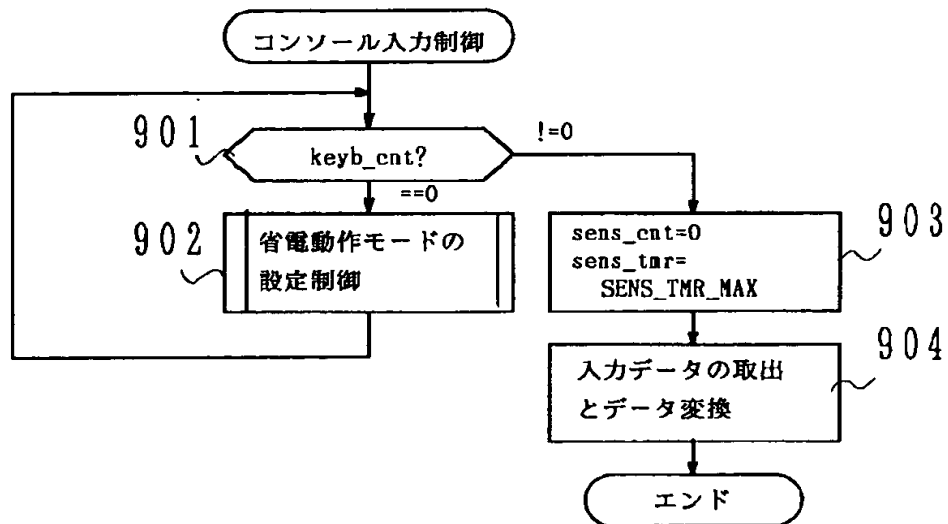 コンソール入力制御
901
keyb_cnt?
!=0
==0
902
省電動作モードの
設定制御
903
sens_cnt=0
sens_tmr=
SENS_TMR_MAX
904
入力データの取出
とデータ変換
エンド